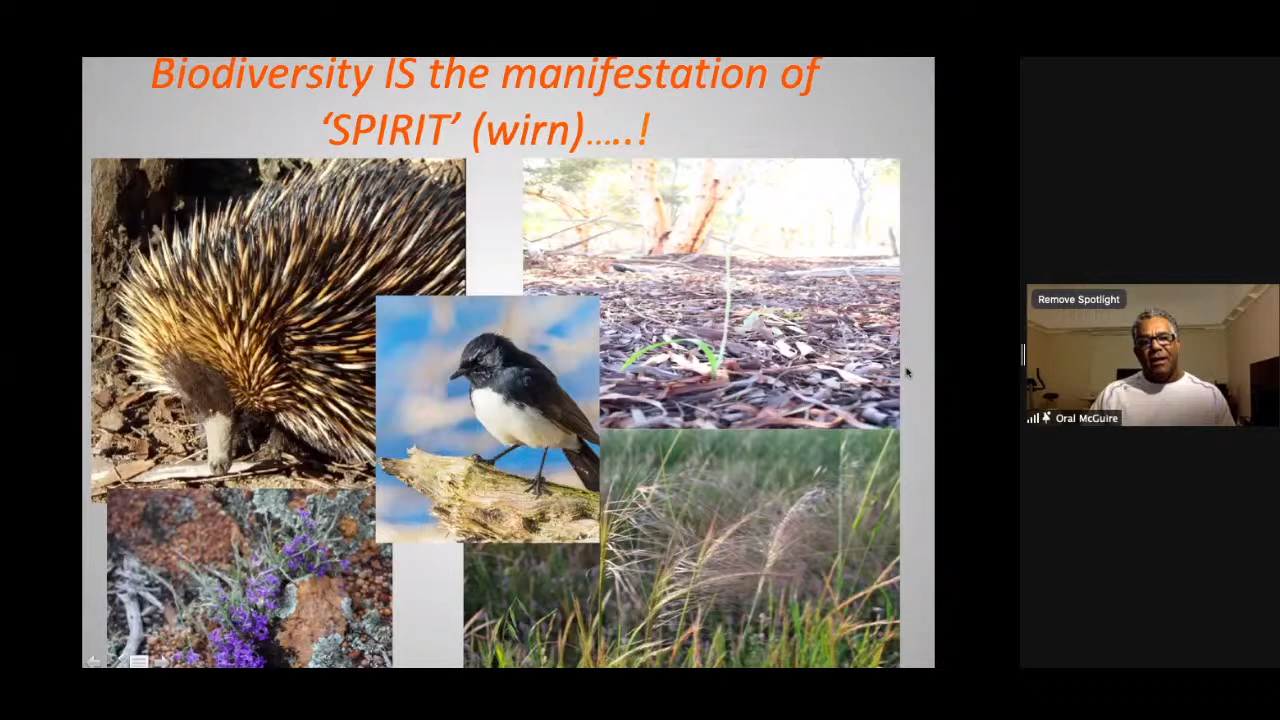 Biodiversity IS the manifestation of
‘SPIRIT’ (wirn)…..!
Remove Spotlight
Oral McGuire